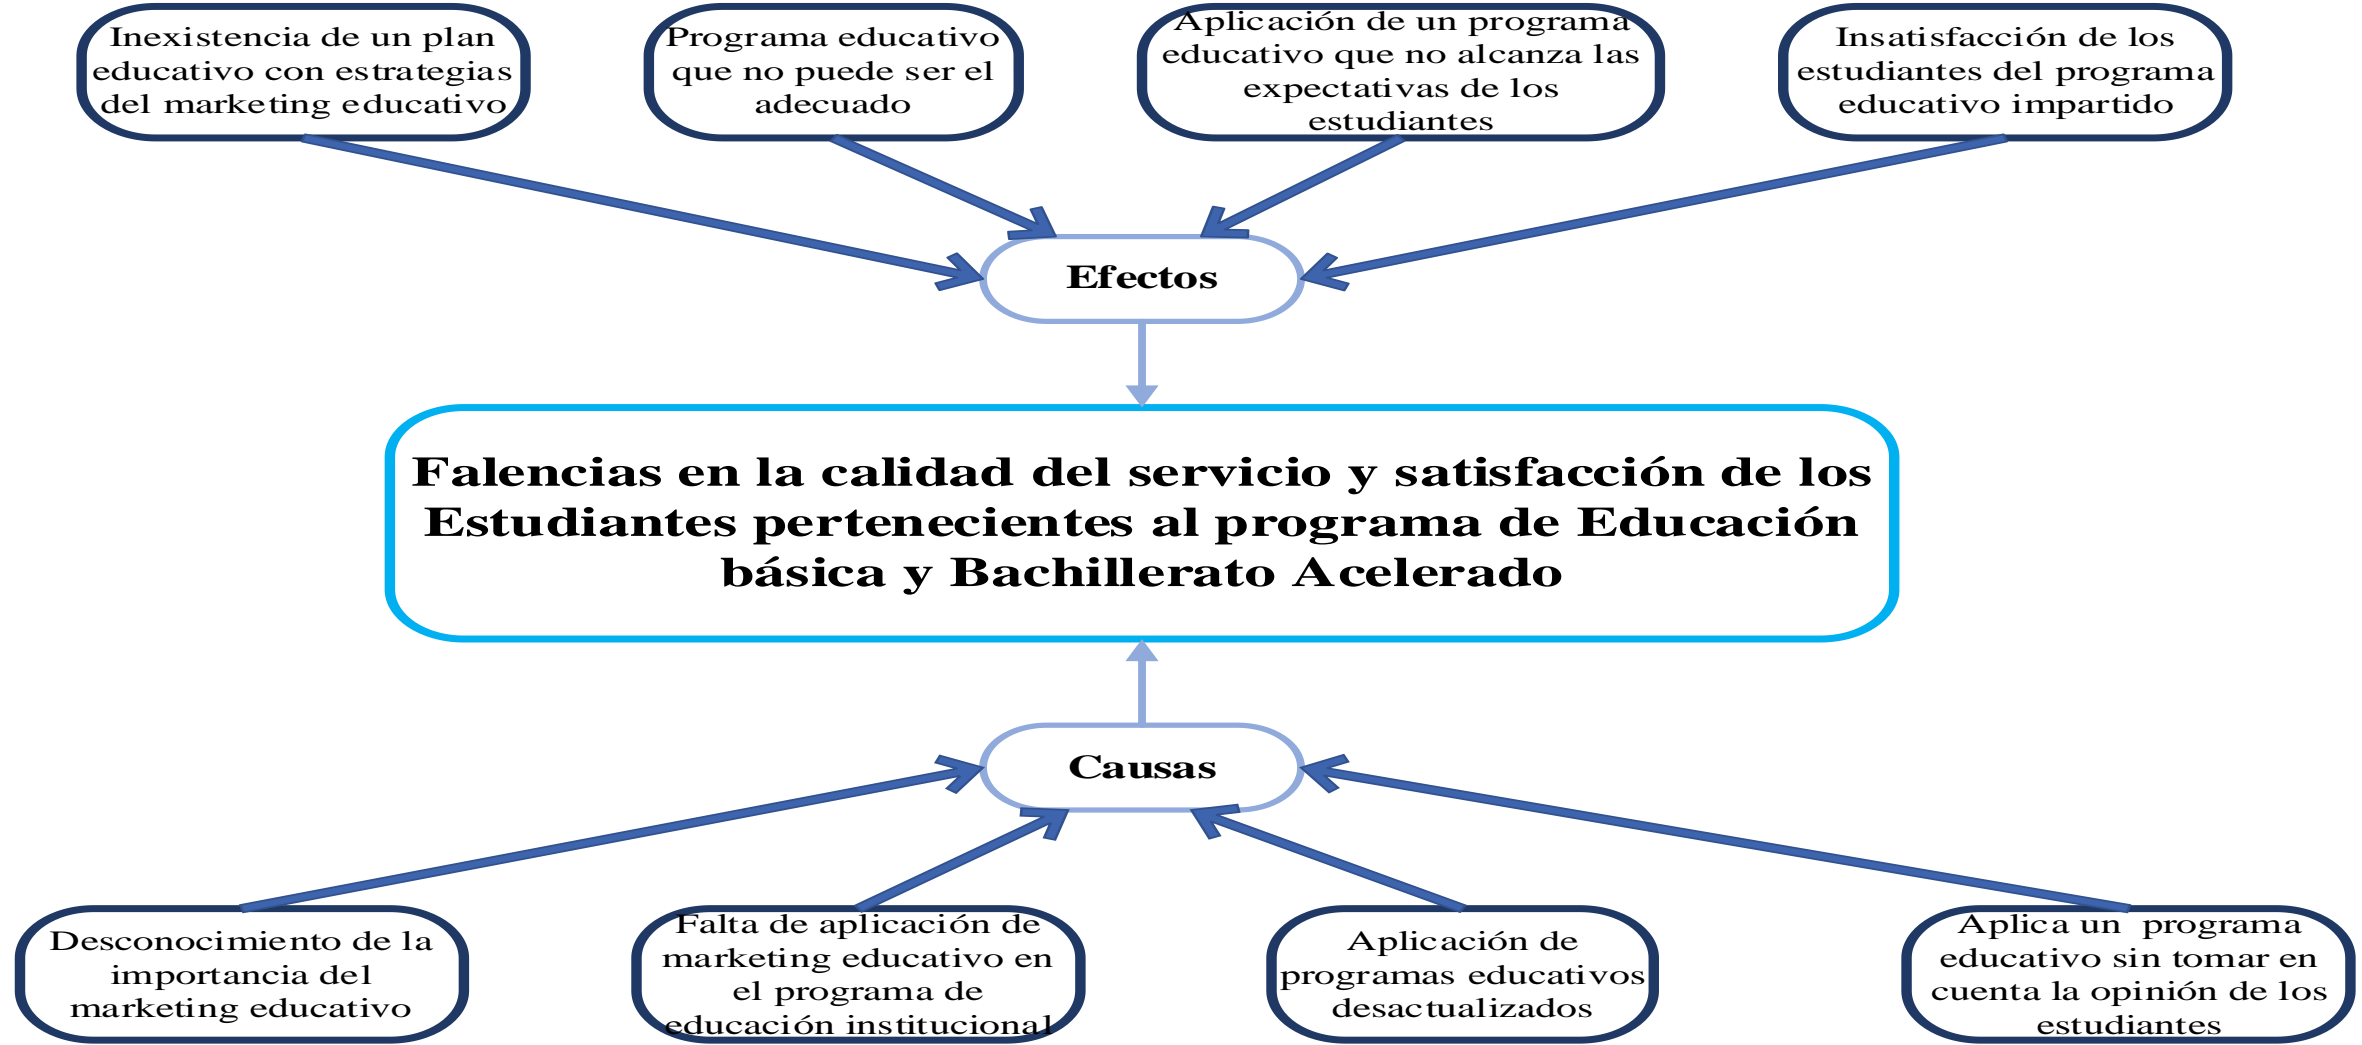 Inexistencia de un plan
educativo con estrategias
del marketing educativo
Programa educativo
que no puede ser el
adecuado
Aplicación de un programa
educativo que no alcanza las
expectativas de los
estudiantes
Insatisfacción de los
estudiantes del programa
educativo impartido
Efectos
Falencias en la calidad del servicio y satisfacción de los
Estudiantes pertenecientes al programa de Educación
básica y Bachillerato Acelerado
Causas
Desconocimiento de la
importancia del
marketing educativo
Falta de aplicación de
marketing educativo en
el programa de
educación institucional
Aplicación de
programas educativos
desactualizados
Aplica un  programa
educativo sin tomar en
cuenta la opinión de los
estudiantes